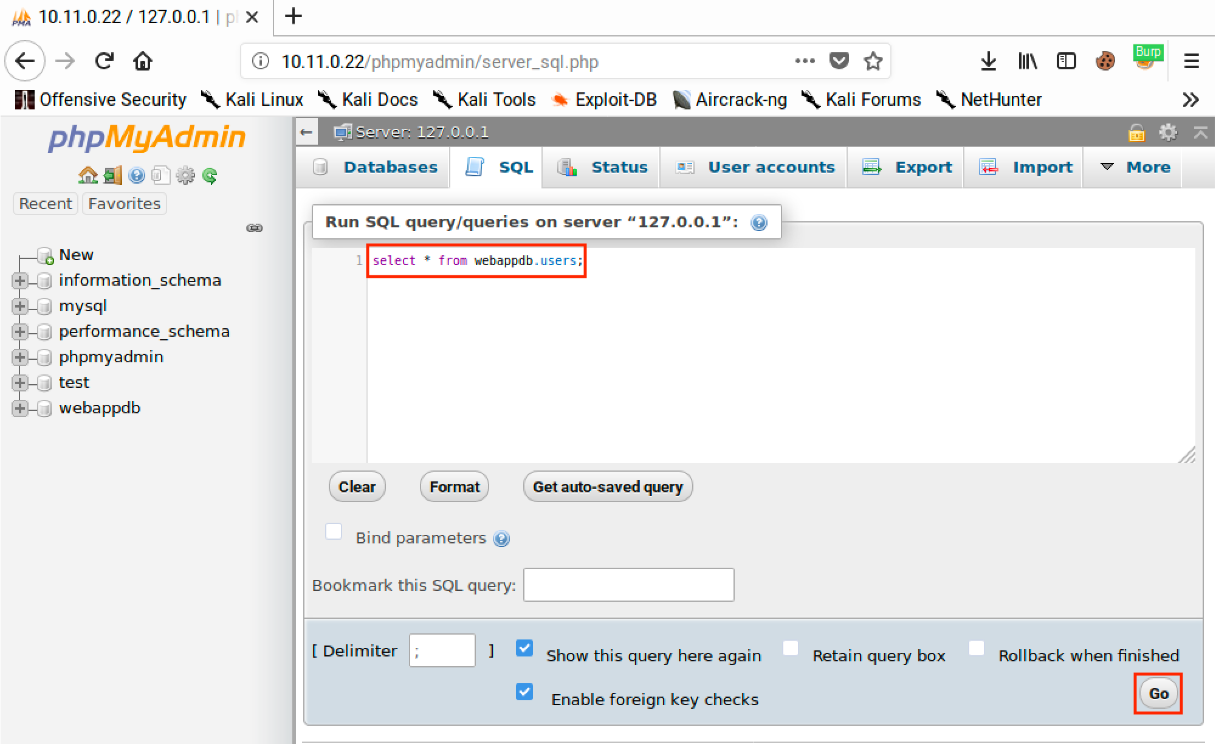 10.11.0.22 / 127.0.0.1 | p
10.11.0.22/phpmyadmin/server_sql.php
Burp
Offensive Security Kali Linux Kali Docs Kali Tools Exploit-DB Aircrack-ng Kali Forums NetHunter
phpMyAdmin
Recent Favorites
New
information_schema
mysql
performance_schema
phpmyadmin
test
webappdb
Server: 127.0.0.1
Databases SQL Status User accounts Export Import More
Run SQL query/queries on server “127.0.0.1”:
1 select * from webappdb.users;
Clear Format Get auto-saved query
Bind parameters
Bookmark this SQL query:
[ Delimiter ; ] Show this query here again Retain query box Rollback when finished
Enable foreign key checks Go